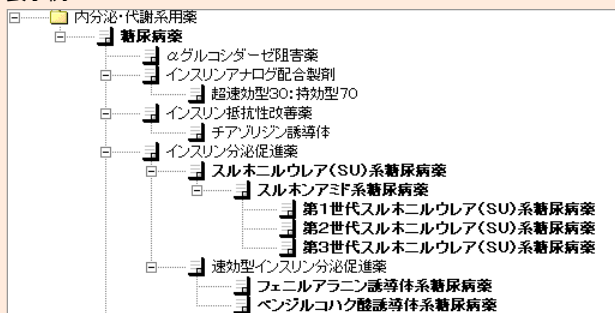 内分泌・代謝系用薬
糖尿病薬
αグルコシダーゼ阻害薬
インスリンアナログ配合製剤
超速効型30:持効型70
インスリン抵抗性改善薬
チアゾリジン誘導体
インスリン分泌促進薬
スルホニルウレア(SU)系糖尿病薬
スルホンアミド系糖尿病薬
第1世代スルホニルウレア(SU)系糖尿病薬
第2世代スルホニルウレア(SU)系糖尿病薬
第3世代スルホニルウレア(SU)系糖尿病薬
速効型インスリン分泌促進薬
フェニルアラニン誘導体系糖尿病薬
ベンジルコハク酸誘導体系糖尿病薬